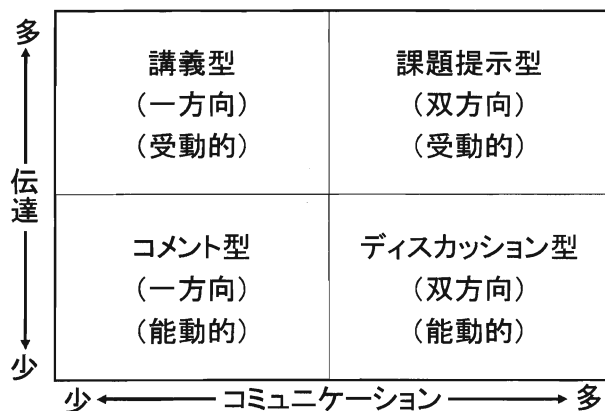 多
伝達
少
講義型
(一方向)
(受動的)
課題提示型
(双方向)
(受動的)
コメント型
(一方向)
(能動的)
ディスカッション型
(双方向)
(能動的)
少 コミュニケーション 多